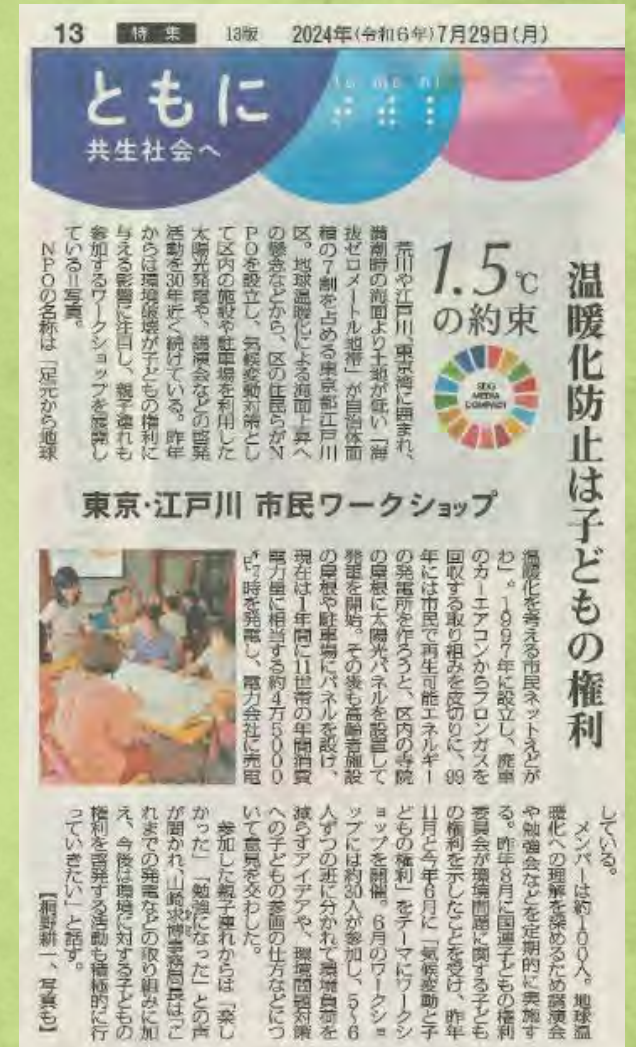 13 特集 13版 2024年(令和6年)7月29日(月)
to mo ni
ともに
共生社会へ
温暖化防止は子どもの権利
1.5℃
の約束
SDG
MEDIA
COMPACT
東京・江戸川 市民ワークショップ
荒川や江戸川、東京湾に囲まれ、
満潮時の海面より土地が低い「海
抜ゼロメートル地帯」が自治体面
積の7割を占める東京都江戸川
区。地球温暖化による海面上昇へ
の懸念などから、区の住民らがN
POを設立し、気候変動対策とし
て区内の施設や駐車場を利用した
太陽光発電や、講演会などの啓発
活動を30年近く続けている。昨年
からは環境破壊が子どもの権利に
与える影響に注目し、親子連れも
参加するワークショップを展開し
ている=写真。
NPOの名称は「足元から地球
温暖化を考える市民ネットえどが
わ」。1997年に設立し、廃車
のカーエアコンからフロンガスを
回収する取り組みを皮切りに、99
年には市民で再生可能エネルギー
の発電所を作ろうと、区内の寺院
の屋根に太陽光パネルを設置して
発電を開始。その後も高齢者施設
の屋根や駐車場にパネルを設け、
現在は1年間に11世帯の年間消費
電力量に相当する約4万5000
㌔㍗時を発電し、電力会社に売電
している。
メンバーは約100人。地球温
暖化への理解を深めるため講演会
や勉強会などを定期的に実施す
る。昨年8月に国連子どもの権利
委員会が環境問題に関する子ども
の権利を示したことを受け、昨年
11月と今年6月に「気候変動と子
どもの権利」をテーマにワークシ
ョップを開催。6月のワークショ
ップには約30人が参加し、5~6
人ずつの班に分かれて環境負荷を
減らすアイデアや、環境問題対策
への子どもの参画の仕方などにつ
いて意見を交わした。
参加した親子連れからは「楽し
かった」「勉強になった」との声
が聞かれ、山崎求博事務局長は「こ
れまでの発電などの取り組みに加
え、今後は環境に対する子どもの
権利を啓発する活動も積極的に行
っていきたい」と話す。
【桐野耕一、写真も】